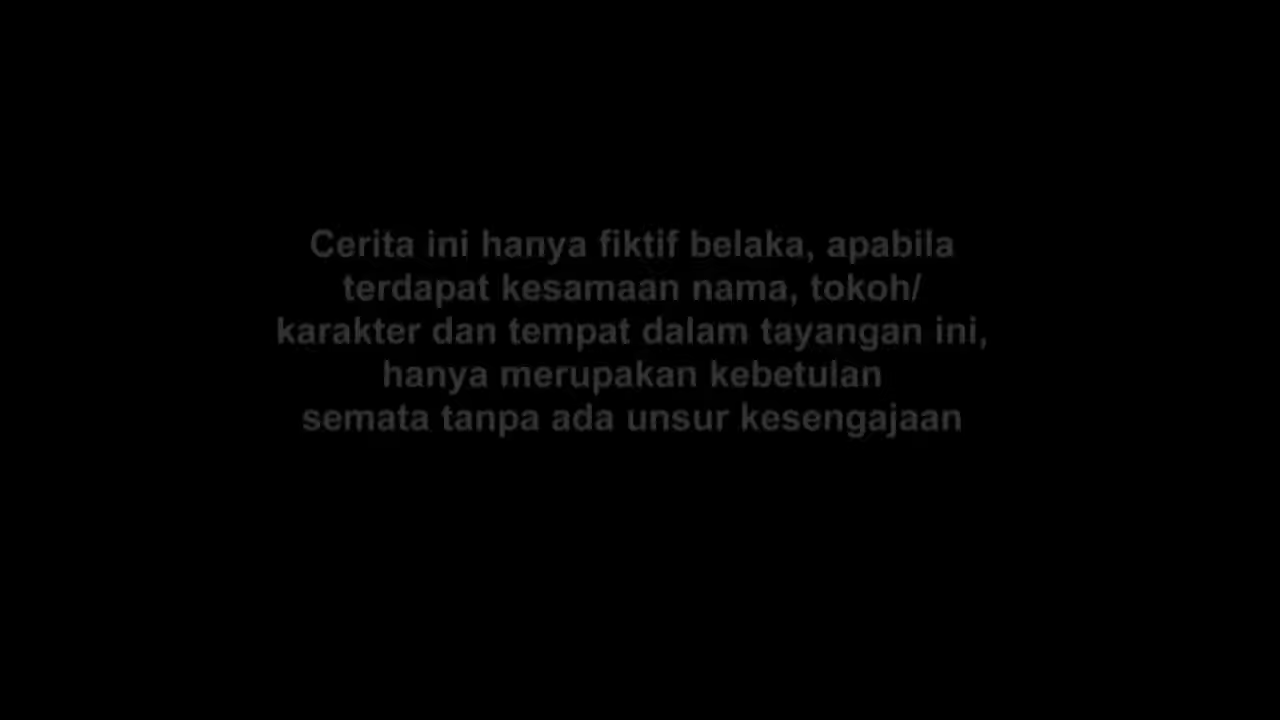 Cerita ini hanya fiktif belaka, apabila
terdapat kesamaan nama, tokoh/
karakter dan tempat dalam tayangan ini,
hanya merupakan kebetulan
semata tanpa ada unsur kesengajaan